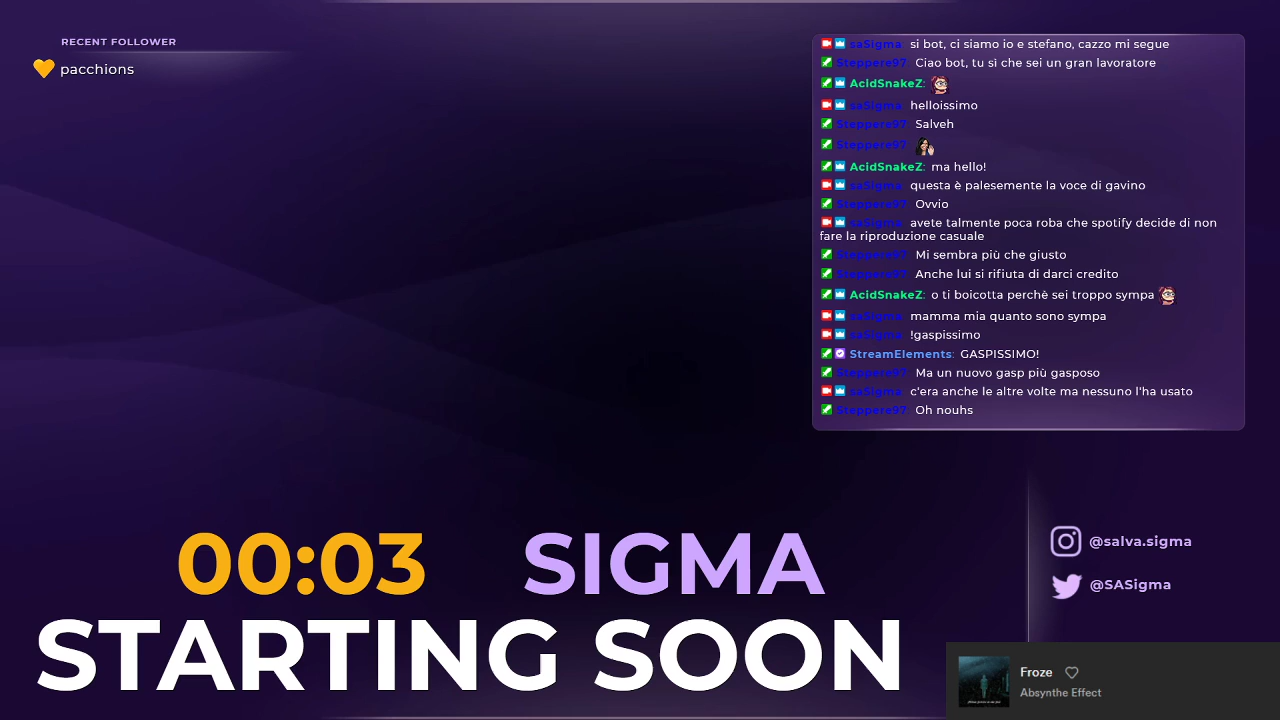 RECENT FOLLOWER
pacchions
saSigma: si bot, ci siamo io e stefano, cazzo mi segue
Steppere97: Ciao bot, tu si che sei un gran lavoratore
AcidSnakeZ:
saSigma: helloissimo
Steppere97: Salveh
Steppere97:
AcidSnakeZ: ma hello!
saSigma: questa è palesemente la voce di gavino
Steppere97: Ovvio
saSigma: avete talmente poca roba che spotify decide di non
fare la riproduzione casuale
Steppere97: Mi sembra più che giusto
Steppere97: Anche lui si rifiuta di darci credito
AcidSnakeZ: o ti boicotta perchè sei troppo sympa
saSigma: mamma mia quanto sono sympa
saSigma: !gaspissimo
StreamElements: GASPISSIMO!
Steppere97: Ma un nuovo gasp più gasposo
saSigma: c'era anche le altre volte ma nessuno l'ha usato
Steppere97: Oh nouhs
00:03 SIGMA
STARTING SOON
@salva.sigma
@SASigma
Froze
Absynthe Effect